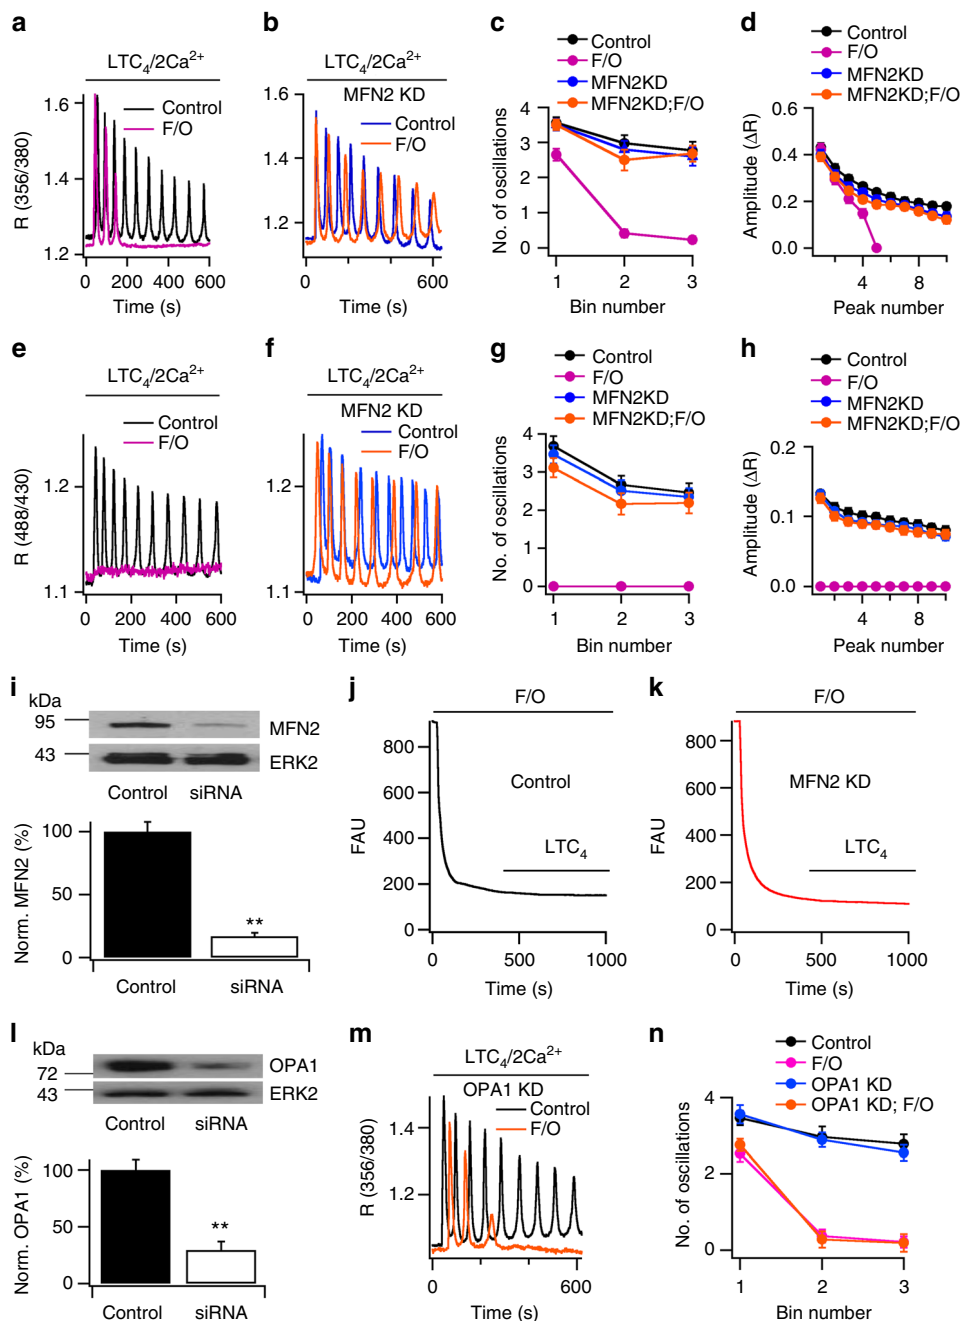 a
LTC4/2Ca2+
Control
F/O
R (356/380)
1.6
1.4
1.2
0 200 400 600
Time (s)
b
LTC4/2Ca2+
MFN2 KD
Control
F/O
1.6
1.4
1.2
0 200 400 600
Time (s)
c
Control
F/O
MFN2KD
MFN2KD;F/O
No. of oscillations
4
3
2
1
0
1 2 3
Bin number
d
Control
F/O
MFN2KD
MFN2KD;F/O
Amplitude (ΔR)
0.6
0.4
0.2
0.0
4 8
Peak number
e
LTC4/2Ca2+
Control
F/O
R (488/430)
1.2
1.1
0 200 400 600
Time (s)
f
LTC4/2Ca2+
MFN2 KD
Control
F/O
1.2
1.1
0 200 400 600
Time (s)
g
Control
F/O
MFN2KD
MFN2KD;F/O
No. of oscillations
4
3
2
1
0
1 2 3
Bin number
h
Control
F/O
MFN2KD
MFN2KD;F/O
Amplitude (ΔR)
0.2
0.1
0.0
4 8
Peak number
i
kDa
95
MFN2
43
ERK2
Control siRNA
Norm. MFN2 (%)
100
50
0
**
Control siRNA
j
F/O
Control
LTC4
FAU
800
600
400
200
0
0 500 1000
Time (s)
k
F/O
MFN2 KD
LTC4
FAU
800
600
400
200
0
0 500 1000
Time (s)
l
kDa
OPA1
72
43
ERK2
Control siRNA
Norm. OPA1 (%)
100
50
0
**
Control siRNA
m
LTC4/2Ca2+
OPA1 KD
Control
F/O
R (356/380)
1.4
1.2
0 200 400 600
Time (s)
n
Control
F/O
OPA1 KD
OPA1 KD; F/O
No. of oscillations
4
2
0
1 2 3
Bin number